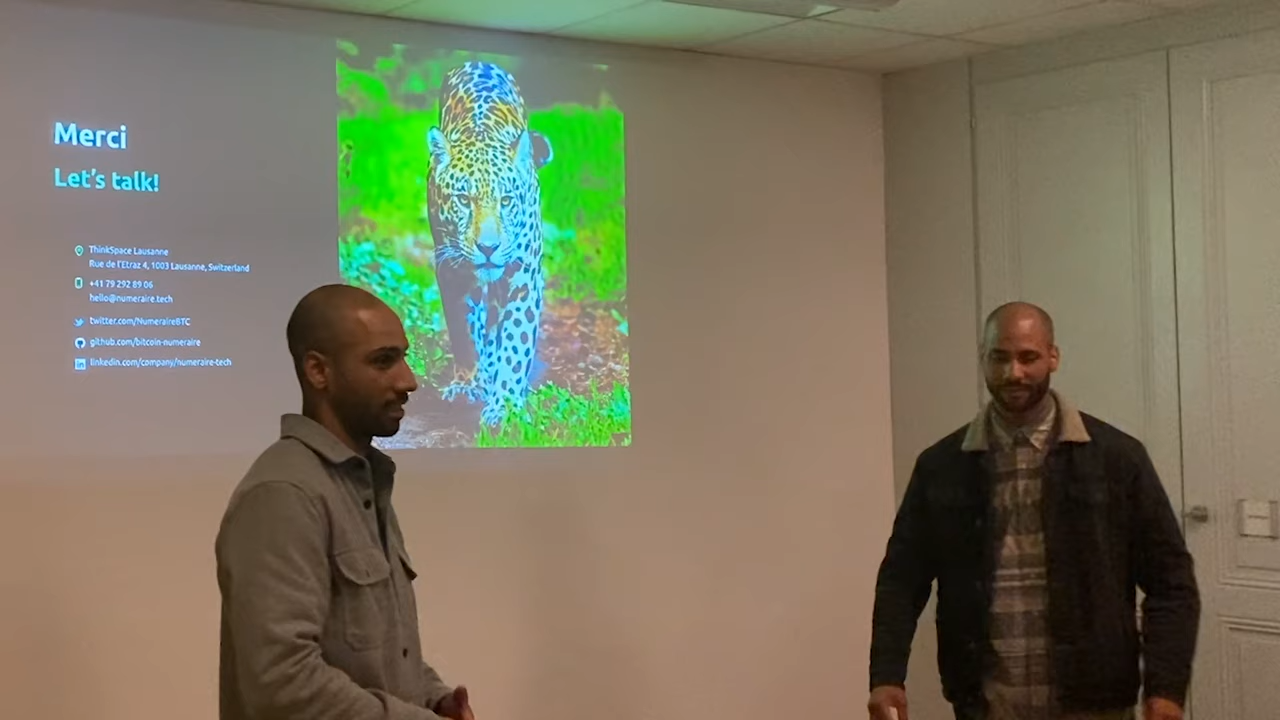 Merci
Let's talk!
ThinkSpace Lausanne
Rue de l'Etraz 4, 1003 Lausanne, Switzerland
+41 79 292 89 06
hello@numeraire.tech
twitter.com/NumeraireBTC
github.com/bitcoin-numeraire
linkedin.com/company/numeraire-tech